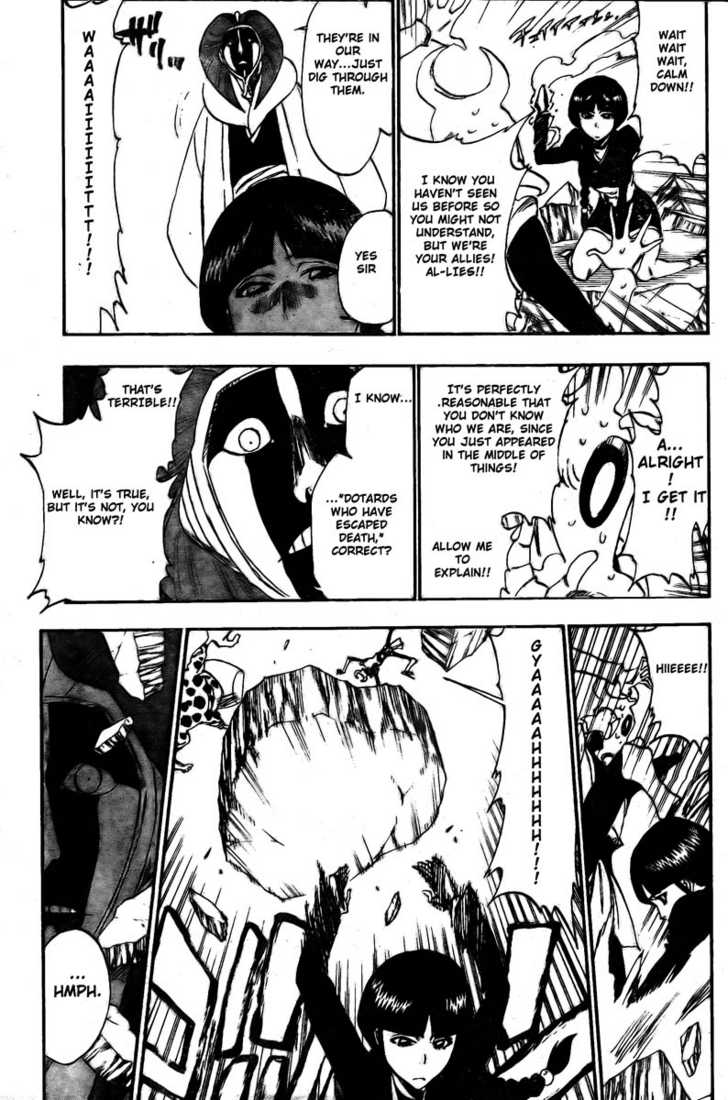 WAIT
WAIT
WAIT, CALM
DOWN!!
I KNOW YOU
HAVEN'T SEEN
US BEFORE SO
YOU MIGHT NOT
UNDERSTAND,
BUT WE'RE
YOUR ALLIES!
AL-LIES!!
THEY'RE IN
OUR
WAY...JUST
DIG THROUGH
THEM.
YES
SIR
WAAAAIIIIIITTT!!!
A...
ALRIGHT
!
I GET IT
!!
IT'S PERFECTLY
.REASONABLE THAT
YOU DON'T KNOW
WHO WE ARE, SINCE
YOU JUST APPEARED
IN THE MIDDLE OF
THINGS!
ALLOW ME
TO
EXPLAIN!!
I KNOW...
..."DOTARDS
WHO HAVE
ESCAPED
DEATH,"
CORRECT?
THAT'S
TERRIBLE!!
WELL, IT'S TRUE,
BUT IT'S NOT, YOU
KNOW?!
HIIEEEE!!
GYAAAAAHHHHHHHH!!!
...
HMPH.